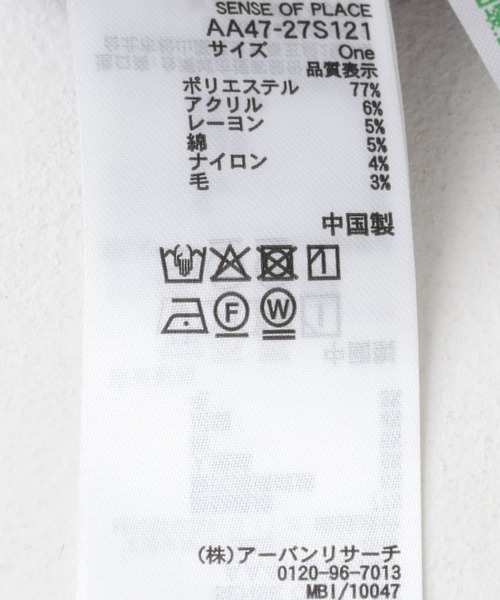 SENSE OF PLACE
AA47-27S121
サイズ One
品質表示
ポリエステル 77%
アクリル 6%
レーヨン 5%
綿 5%
ナイロン 4%
毛 3%
中国製
F W
(株)アーバンリサーチ
0120-96-7013
MBI/10047